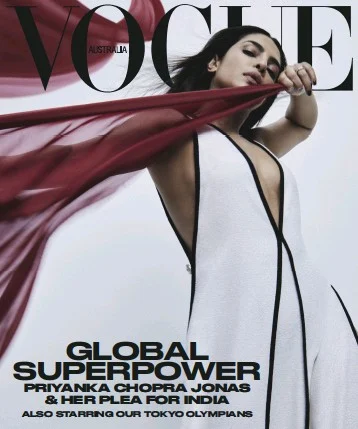 VOGUE
AUSTRALIA
GLOBAL
SUPERPOWER
PRIYANKA CHOPRA JONAS
& HER PLEA FOR INDIA
ALSO STARRING OUR TOKYO OLYMPIANS